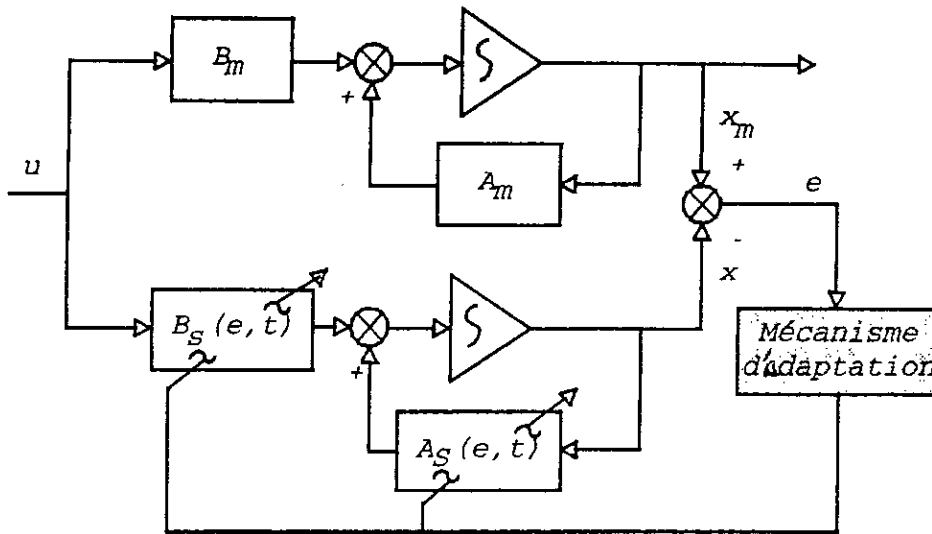 B_m
+
x_m
u
A_m
+
e
-
x
B_S(e,t)
Mécanisme
d'adaptation
+
A_S(e,t)